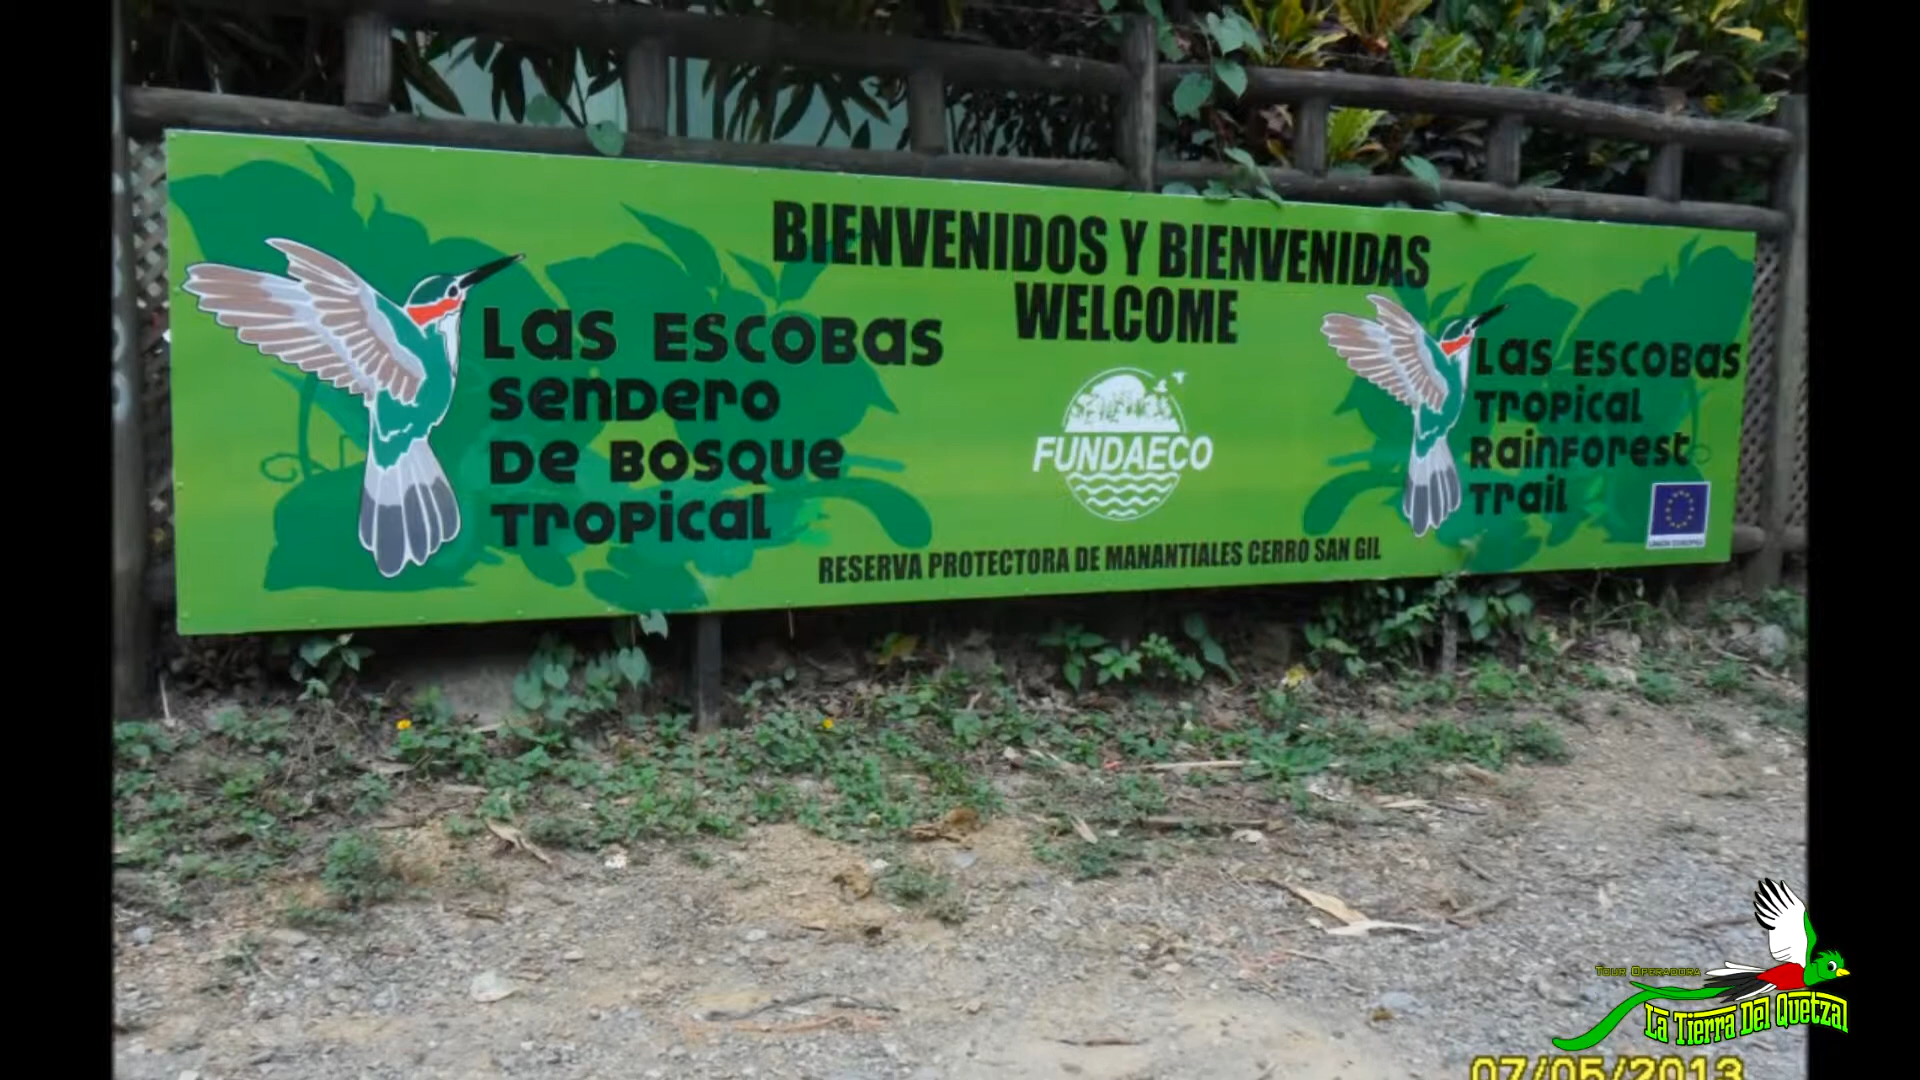 BIENVENIDOS Y BIENVENIDAS
WELCOME
LAS ESCOBAS
SENDERO
DE BOSQUE
TROPICAL
FUNDAECO
LAS ESCOBAS
TROPICAL
RAINFOREST
TRAIL
UNION EUROPEA
RESERVA PROTECTORA DE MANANTIALES CERRO SAN GIL
TOUR OPERADORA
La Tierra Del Quetzal
07/05/2013